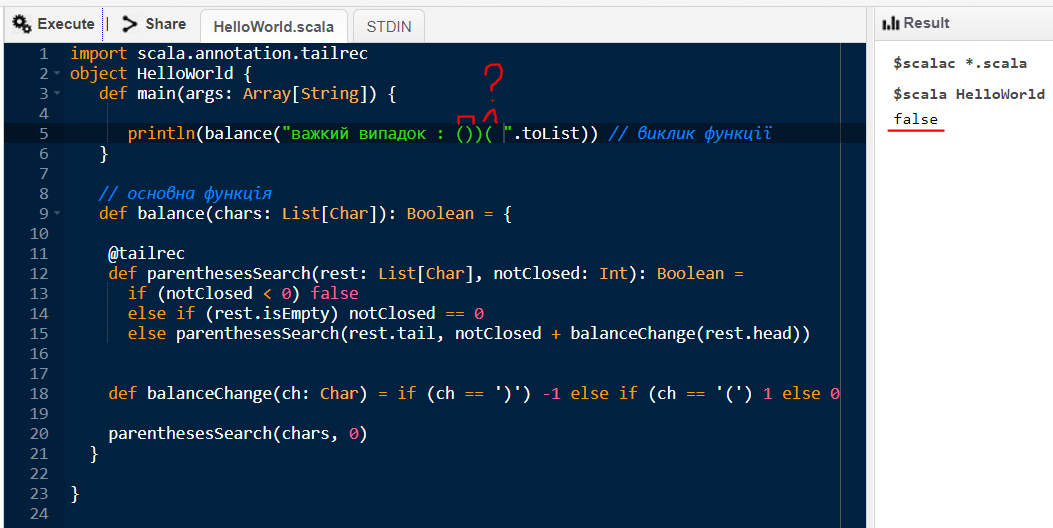 Execute | Share HelloWorld.scala STDIN
Result
?
1 import scala.annotation.tailrec
2 object HelloWorld {
3 def main(args: Array[String]) {
4
5 println(balance("важкий випадок : ())( ".toList)) // виклик функції
6 }
7
8 // основна функція
9 def balance(chars: List[Char]): Boolean = {
10
11 @tailrec
12 def parenthesesSearch(rest: List[Char], notClosed: Int): Boolean =
13 if (notClosed < 0) false
14 else if (rest.isEmpty) notClosed == 0
15 else parenthesesSearch(rest.tail, notClosed + balanceChange(rest.head))
16
17
18 def balanceChange(ch: Char) = if (ch == ')') -1 else if (ch == '(') 1 else 0
19
20 parenthesesSearch(chars, 0)
21 }
22
23 }
24
$scalac *.scala
$scala HelloWorld
false